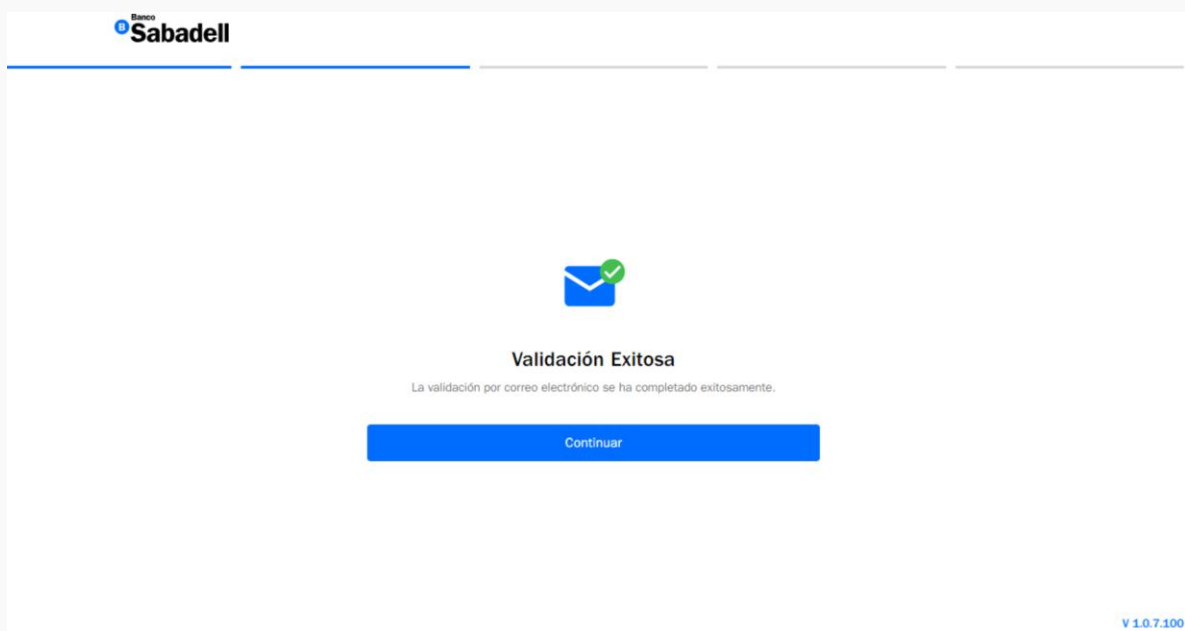 Banco
B Sabadell
Validación Exitosa
La validación por correo electrónico se ha completado exitosamente.
Continuar
V 1.0.7.100